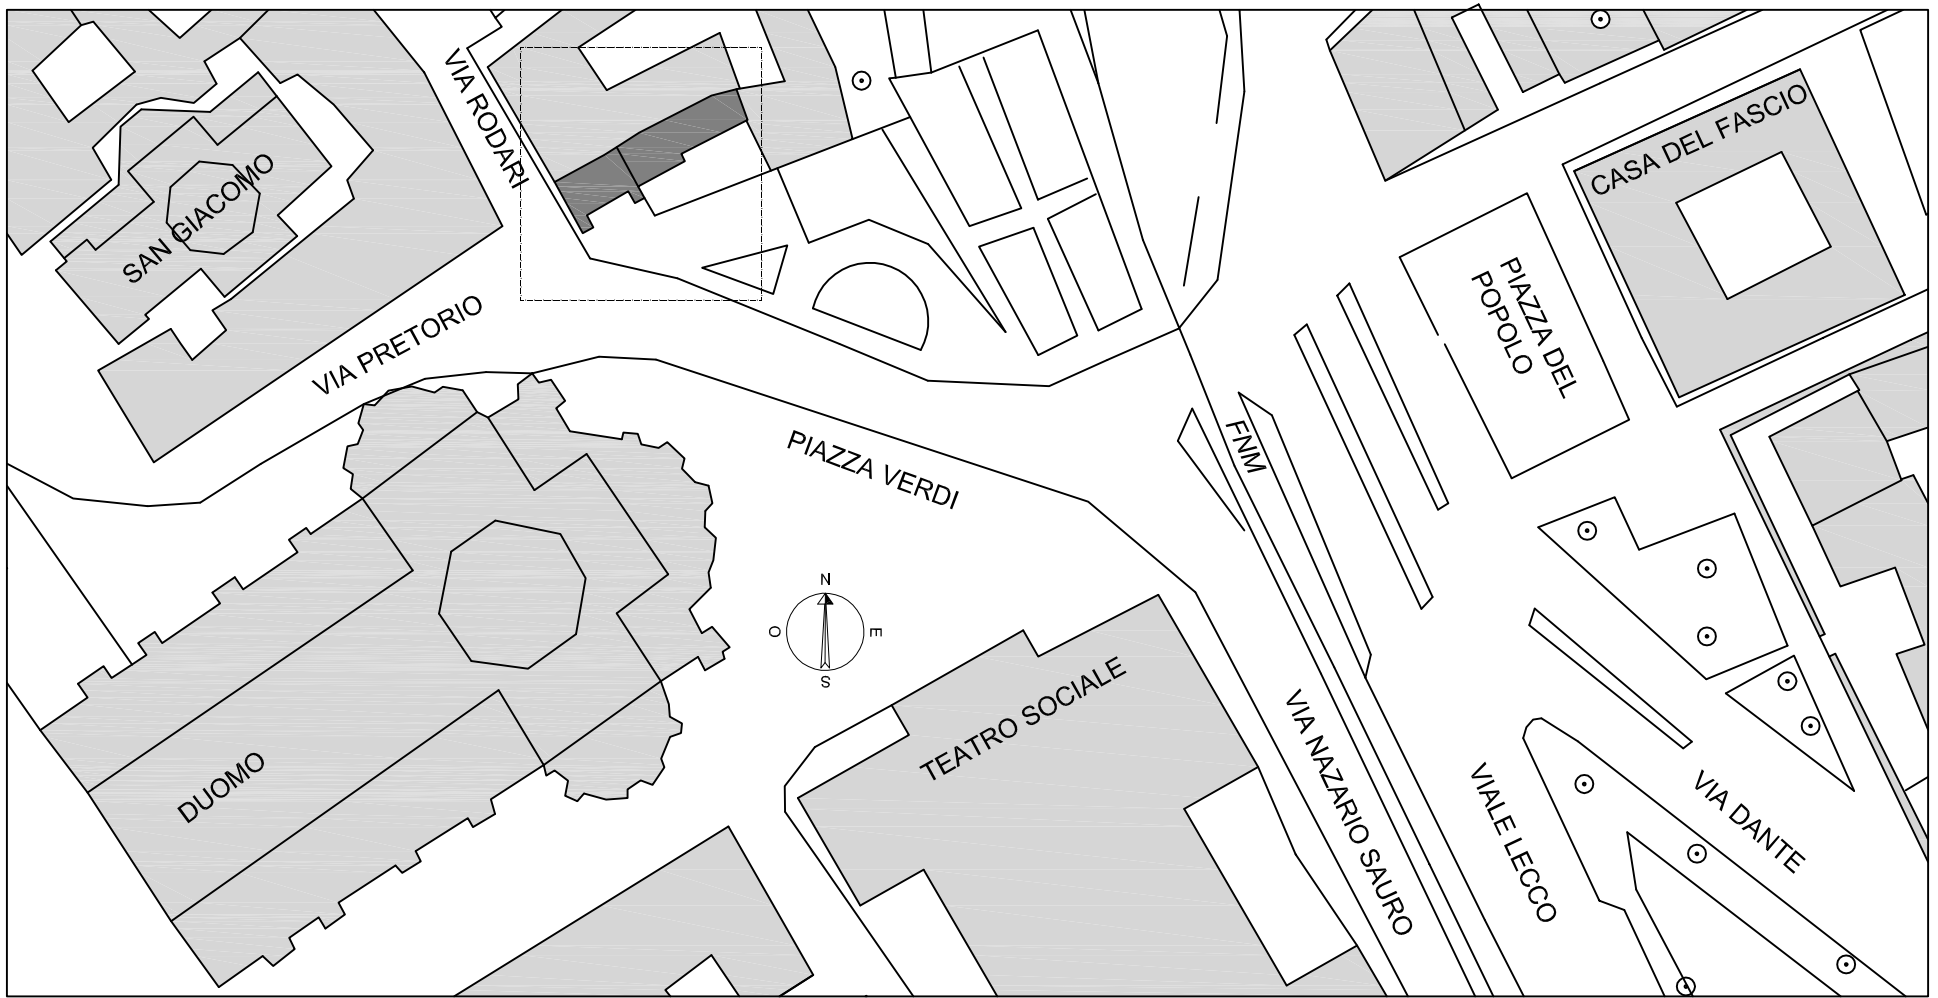 VIA RODARI
SAN GIACOMO
CASA DEL FASCIO
PIAZZA DEL
POPOLO
VIA PRETORIO
PIAZZA VERDI
FNM
N
O
E
S
TEATRO SOCIALE
DUOMO
VIA NAZARIO SAURO
VIALE LECCO
VIA DANTE